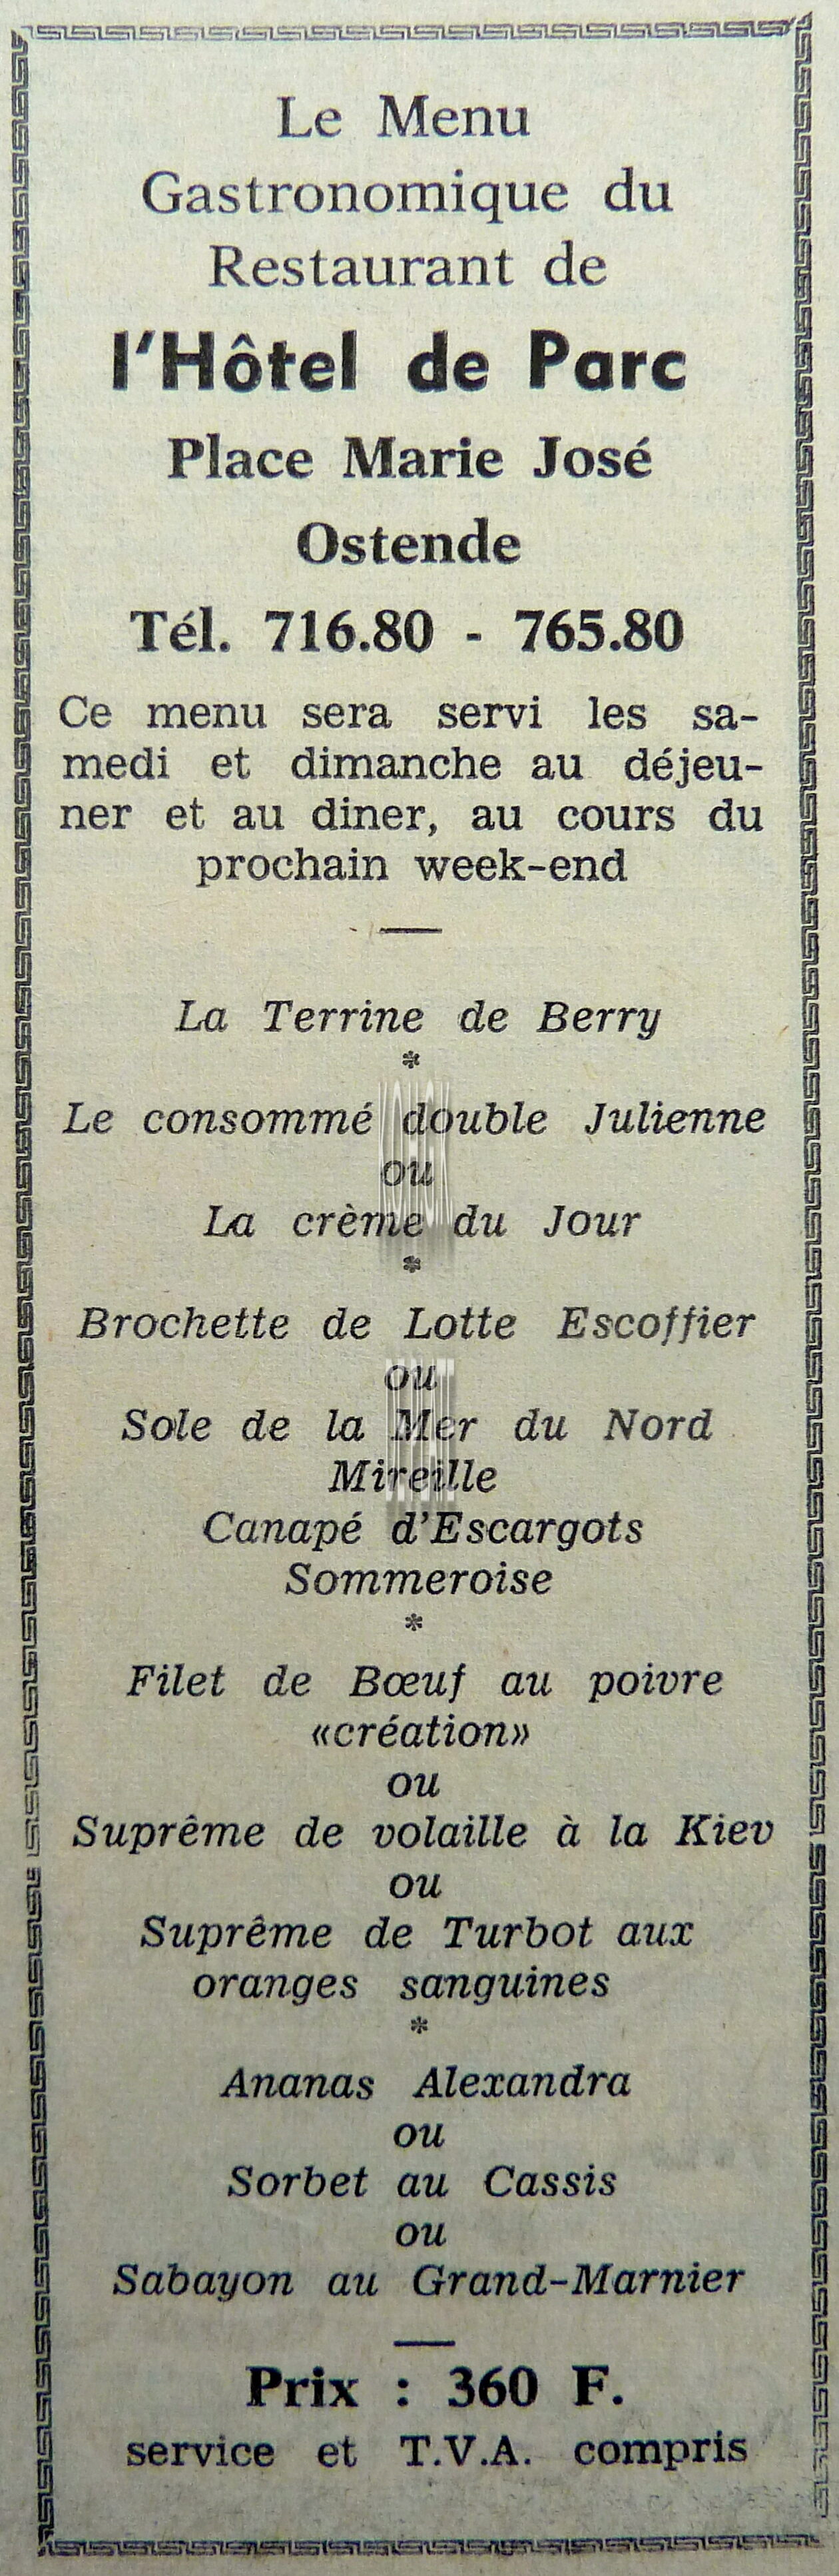 Le Menu
Gastronomique du
Restaurant de
l'Hôtel de Parc
Place Marie José
Ostende
Tél. 716.80 - 765.80
Ce menu sera servi les sa-
medi et dimanche au déjeu-
ner et au diner, au cours du
prochain week-end
La Terrine de Berry
*
Le consommé double Julienne
ou
La crème du Jour
*
Brochette de Lotte Escoffier
ou
Sole de la Mer du Nord
Mireille
Canapé d'Escargots
Sommeroise
*
Filet de Bœuf au poivre
«création»
ou
Suprême de volaille à la Kiev
ou
Suprême de Turbot aux
oranges sanguines
*
Ananas Alexandra
ou
Sorbet au Cassis
ou
Sabayon au Grand-Marnier
Prix : 360 F.
service et T.V.A. compris